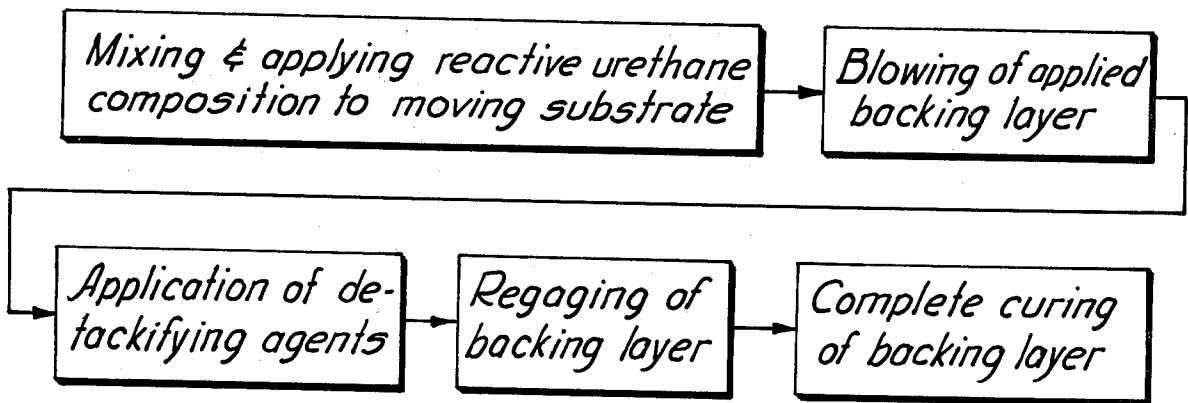 Mixing & applying reactive urethane
composition to moving substrate
Blowing of applied
backing layer
Application of de-
tackifying agents
Regaging of
backing layer
Complete curing
of backing layer